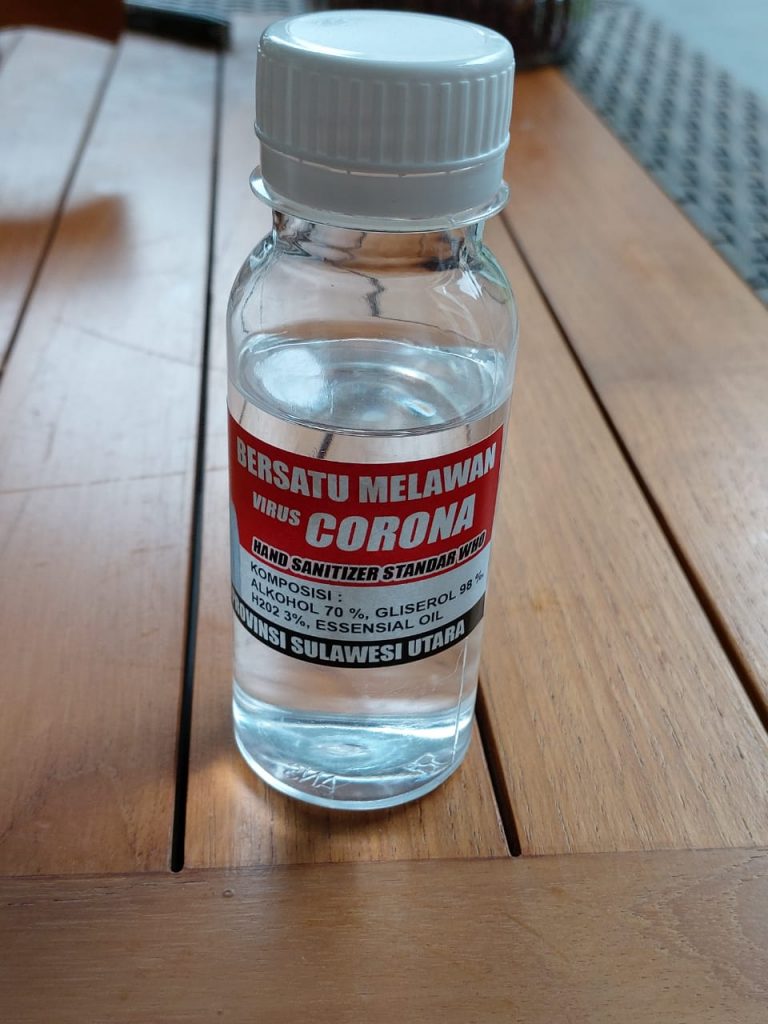 BERSATU MELAWAN
VIRUS CORONA
HAND SANITIZER STANDAR WHO
KOMPOSISI :
ALKOHOL 70 %, GLISEROL 98 %
H202 3%, ESSENSIAL OIL
PROVINSI SULAWESI UTARA